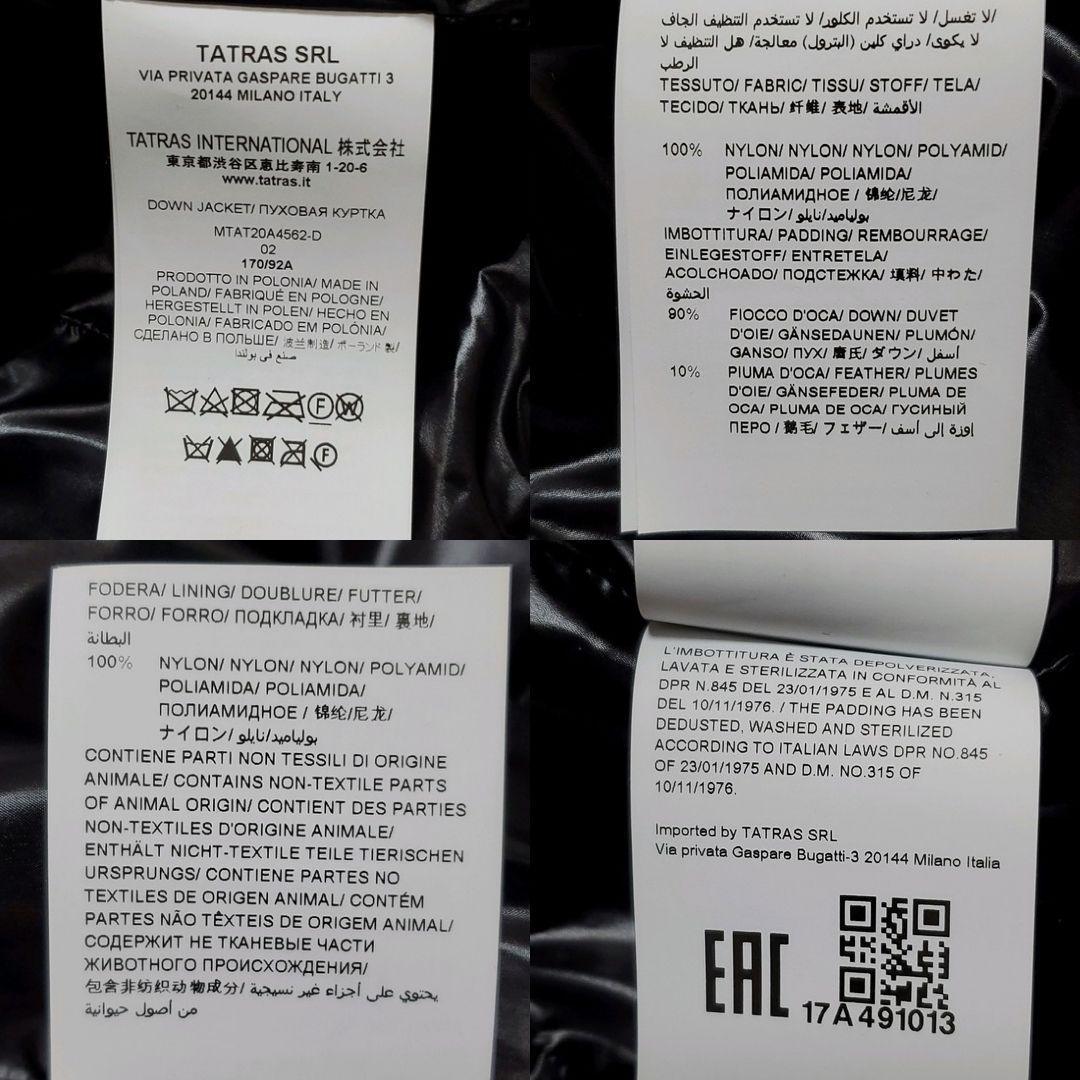 TATRAS SRL
VIA PRIVATA GASPARE BUGATTI 3
20144 MILANO ITALY
TATRAS INTERNATIONAL 株式会社
東京都渋谷区恵比寿南 1-20-6
www.tatras.it
DOWN JACKET/ ПУХОВАЯ КУРТКА
MTAT20A4562-D
02
170/92A
PRODOTTO IN POLONIA/ MADE IN
POLAND/ FABRIQUÉ EN POLOGNE/
HERGESTELLT IN POLEN/ HECHO EN
POLONIA/ FABRICADO EM POLÓNIA/
СДЕЛАНО В ПОЛЬШЕ/ 波兰制造/ ポーランド製/
صنع في بولندا
F W
F
لا تغسل/ لا تستخدم الكلور/ لا تستخدم التنظيف الجاف/
لا يكوى/ دراي كلين (البترول) معالجة/ هل التنظيف لا
الرطب
TESSUTO/ FABRIC/ TISSU/ STOFF/ TELA/
TECIDO/ ТКАНЬ/ 纤维/ 表地/ الأقمشة
100% NYLON/ NYLON/ NYLON/ POLYAMID/
POLIAMIDA/ POLIAMIDA/
ПОЛИАМИДНОЕ / 锦纶/尼龙/
ナイロン/ بولياميد/نايلو
IMBOTTITURA/ PADDING/ REMBOURRAGE/
EINLEGESTOFF/ ENTRETELA/
ACOLCHOADO/ ПОДСТЕЖКА/ 填料/ 中わた/
الحشوة
90% FIOCCO D'OCA/ DOWN/ DUVET
D'OIE/ GÄNSEDAUNEN/ PLUMÓN/
GANSO/ ПУХ/ 唐氏/ ダウン/ أسفل
10% PIUMA D'OCA/ FEATHER/ PLUMES
D'OIE/ GÄNSEFEDER/ PLUMA DE
OCA/ PLUMA DE OCA/ ГУСИНЫЙ
ПЕРО / 鹅毛/ フェザー/ اوزة إلى أسف
FODERA/ LINING/ DOUBLURE/ FUTTER/
FORRO/ FORRO/ ПОДКЛАДКА/ 衬里/ 裏地/
البطانة
100% NYLON/ NYLON/ NYLON/ POLYAMID/
POLIAMIDA/ POLIAMIDA/
ПОЛИАМИДНОЕ / 锦纶/尼龙/
ナイロン/ بولياميد/نايلو
CONTIENE PARTI NON TESSILI DI ORIGINE
ANIMALE/ CONTAINS NON-TEXTILE PARTS
OF ANIMAL ORIGIN/ CONTIENT DES PARTIES
NON-TEXTILES D'ORIGINE ANIMALE/
ENTHÄLT NICHT-TEXTILE TEILE TIERISCHEN
URSPRUNGS/ CONTIENE PARTES NO
TEXTILES DE ORIGEN ANIMAL/ CONTÉM
PARTES NÃO TÊXTEIS DE ORIGEM ANIMAL/
СОДЕРЖИТ НЕ ТКАНЕВЫЕ ЧАСТИ
ЖИВОТНОГО ПРОИСХОЖДЕНИЯ/
包含非纺织动物成分/ يحتوي على أجزاء غير نسيجية
من أصول حيوانية
L'IMBOTTITURA È STATA DEPOLVERIZZATA,
LAVATA E STERILIZZATA IN CONFORMITÀ AL
DPR N.845 DEL 23/01/1975 E AL D.M. N.315
DEL 10/11/1976. / THE PADDING HAS BEEN
DEDUSTED, WASHED AND STERILIZED
ACCORDING TO ITALIAN LAWS DPR NO.845
OF 23/01/1975 AND D.M. NO.315 OF
10/11/1976.
Imported by TATRAS SRL
Via privata Gaspare Bugatti-3 20144 Milano Italia
EAC
17A491013